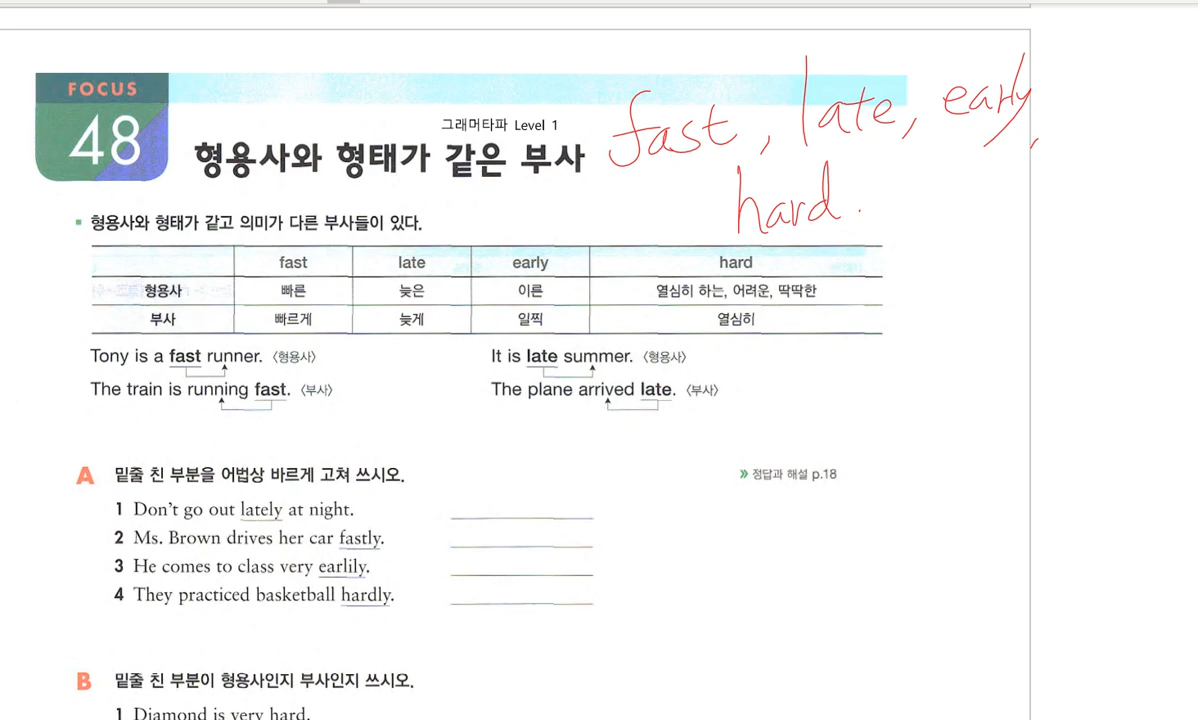 FOCUS
48
그래머타파 Level 1
형용사와 형태가 같은 부사
fast, late, early,
hard.
형용사와 형태가 같고 의미가 다른 부사들이 있다.
fast late early hard
형용사 빠른 늦은 이른 열심히 하는, 어려운, 딱딱한
부사 빠르게 늦게 일찍 열심히
Tony is a fast runner. 〈형용사〉 It is late summer. 〈형용사〉
The train is running fast. 〈부사〉 The plane arrived late. 〈부사〉
A 밑줄 친 부분을 어법상 바르게 고쳐 쓰시오. » 정답과 해설 p.18
1 Don't go out lately at night.
2 Ms. Brown drives her car fastly.
3 He comes to class very earlily.
4 They practiced basketball hardly.
B 밑줄 친 부분이 형용사인지 부사인지 쓰시오.
1 Diamond is very hard.